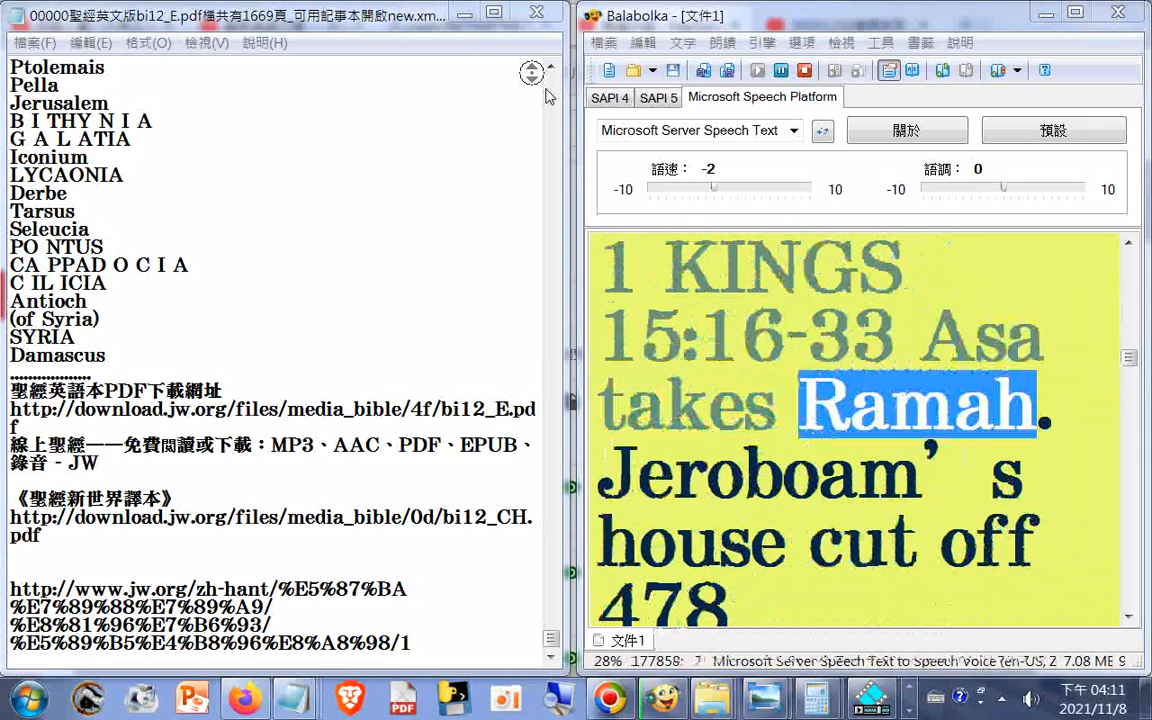 00000聖經英文版bi12_E.pdf檔共有1669頁_可用記事本開啟new.xm...
檔案(F) 編輯(E) 格式(O) 檢視(V) 說明(H)
Ptolemais
Pella
Jerusalem
B I THY N I A
G A L ATIA
Iconium
LYCAONIA
Derbe
Tarsus
Seleucia
PO NTUS
CA PPAD O C I A
C IL ICIA
Antioch
(of Syria)
SYRIA
Damascus
..................
聖經英語本PDF下載網址
http://download.jw.org/files/media_bible/4f/bi12_E.pd
f
線上聖經——免費閱讀或下載：MP3、AAC、PDF、EPUB、
錄音 - JW
《聖經新世界譯本》
http://download.jw.org/files/media_bible/0d/bi12_CH.
pdf
http://www.jw.org/zh-hant/%E5%87%BA
%E7%89%88%E7%89%A9/
%E8%81%96%E7%B6%93/
%E5%89%B5%E4%B8%96%E8%A8%98/1
Balabolka - [文件1]
檔案 編輯 文字 朗讀 引擎 選項 檢視 工具 書籤 說明
SAPI 4 SAPI 5 Microsoft Speech Platform
Microsoft Server Speech Text 關於 預設
語速： -2 語調： 0
-10 10 -10 10
1 KINGS
15:16-33 Asa
takes Ramah.
Jeroboam’s
house cut off
478
文件1
28% 177858: Microsoft Server Speech Text to Speech Voice (en-US, Z 7.08 MB 9
PDF
下午 04:11
2021/11/8